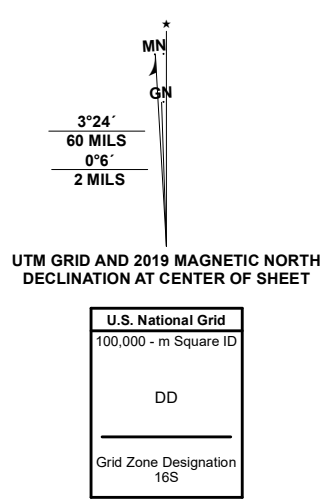 MN
GN
3°24´
60 MILS
0°6´
2 MILS
UTM GRID AND 2019 MAGNETIC NORTH
DECLINATION AT CENTER OF SHEET
U.S. National Grid
100,000 - m Square ID
DD
Grid Zone Designation
16S